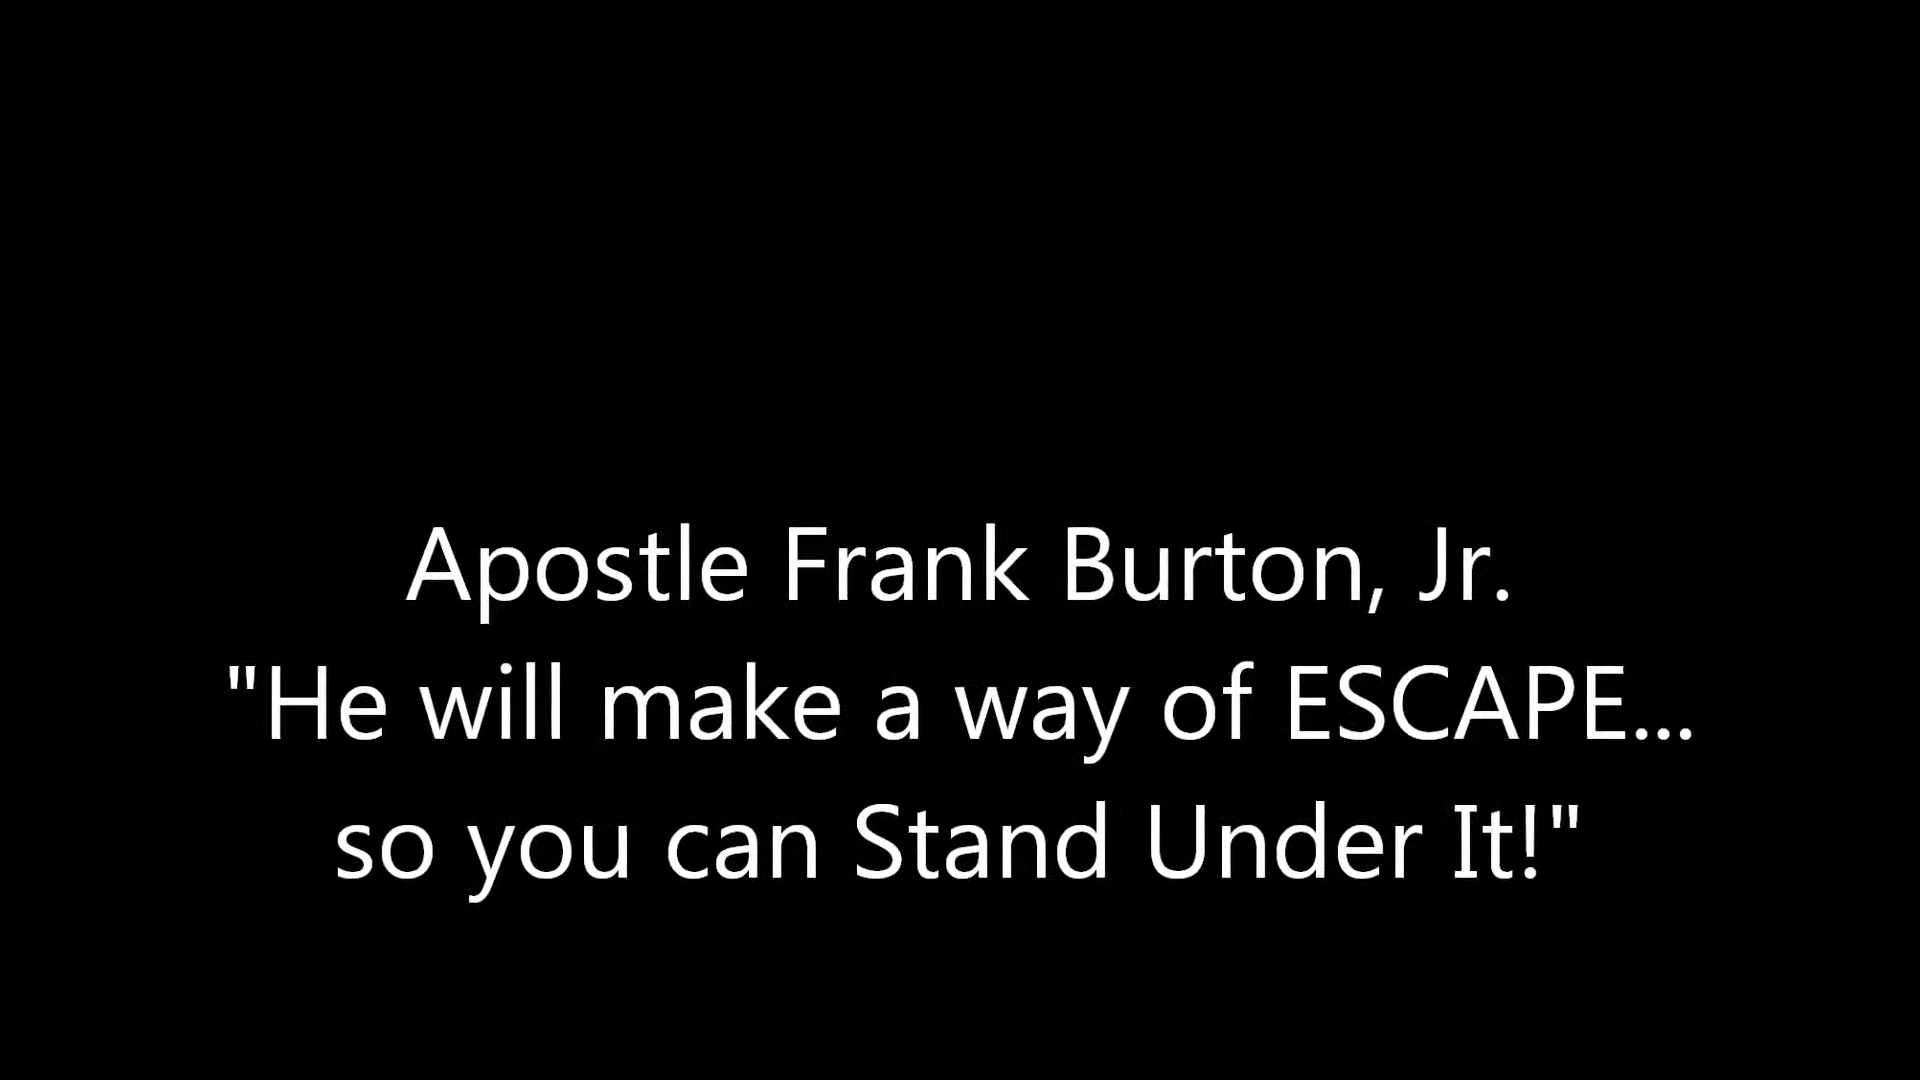 Apostle Frank Burton, Jr.
"He will make a way of ESCAPE...
so you can Stand Under It!"